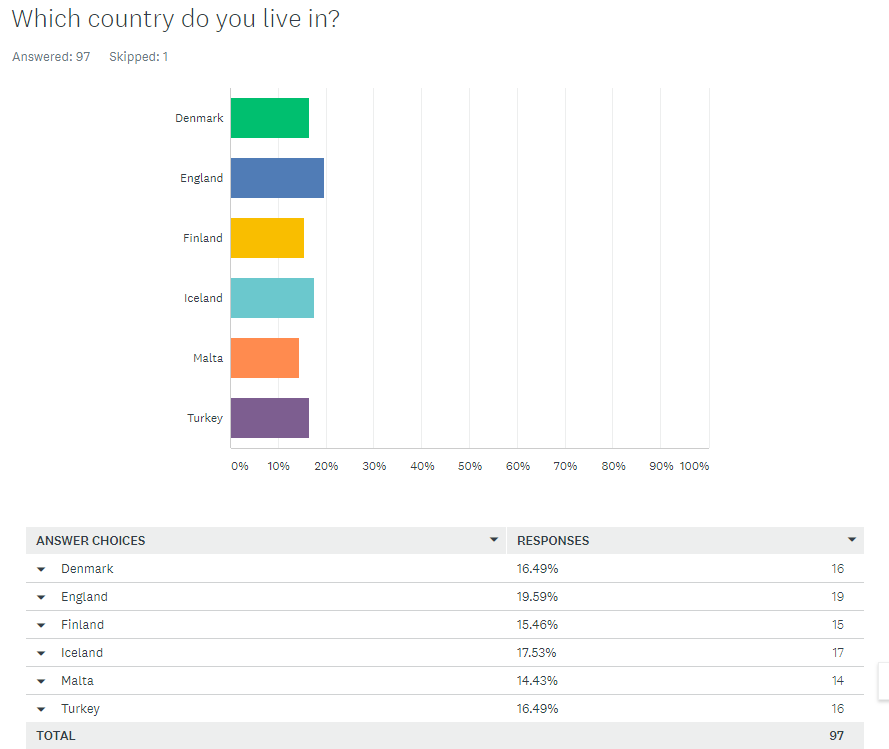 Which country do you live in?
Answered: 97 Skipped: 1
Denmark
England
Finland
Iceland
Malta
Turkey
0% 10% 20% 30% 40% 50% 60% 70% 80% 90% 100%
ANSWER CHOICES RESPONSES
Denmark 16.49% 16
England 19.59% 19
Finland 15.46% 15
Iceland 17.53% 17
Malta 14.43% 14
Turkey 16.49% 16
TOTAL 97